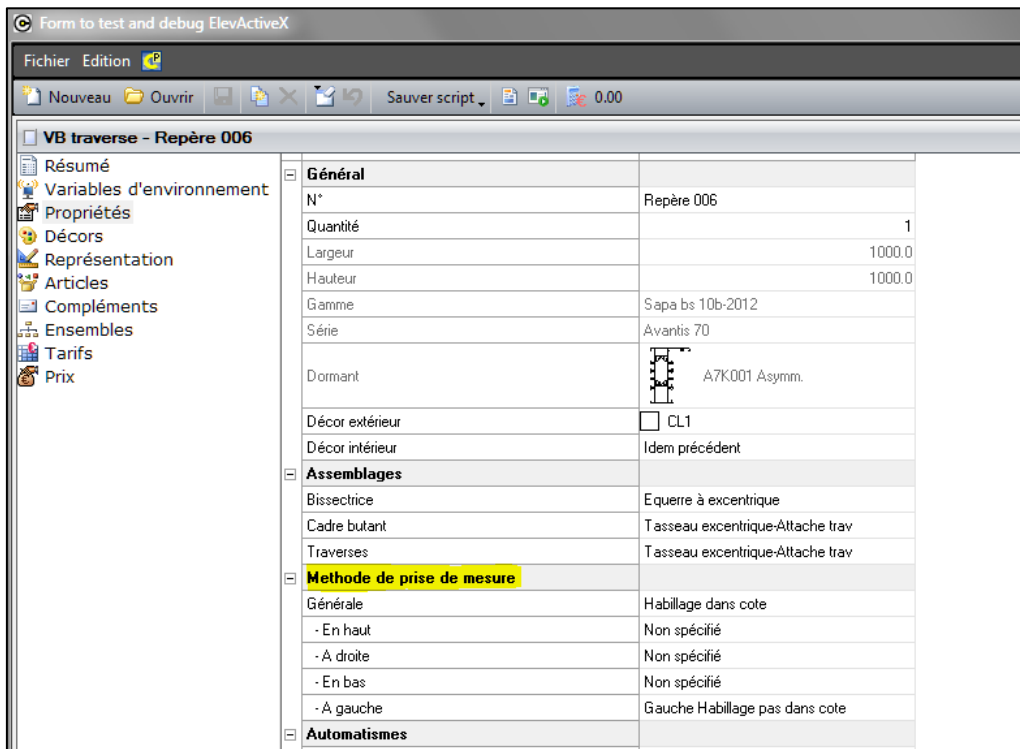 Form to test and debug ElevActiveX
Fichier Edition
Nouveau Ouvrir Sauver script 0.00
VB traverse - Repère 006
Résumé
Variables d'environnement
Propriétés
Décors
Représentation
Articles
Compléments
Ensembles
Tarifs
Prix
Général
N° Repère 006
Quantité 1
Largeur 1000.0
Hauteur 1000.0
Gamme Sapa bs 10b-2012
Série Avantis 70
Dormant A7K001 Asymm.
Décor extérieur CL1
Décor intérieur Idem précédent
Assemblages
Bissectrice Equerre à excentrique
Cadre butant Tasseau excentrique-Attache trav
Traverses Tasseau excentrique-Attache trav
Methode de prise de mesure
Générale Habillage dans cote
- En haut Non spécifié
- A droite Non spécifié
- En bas Non spécifié
- A gauche Gauche Habillage pas dans cote
Automatismes